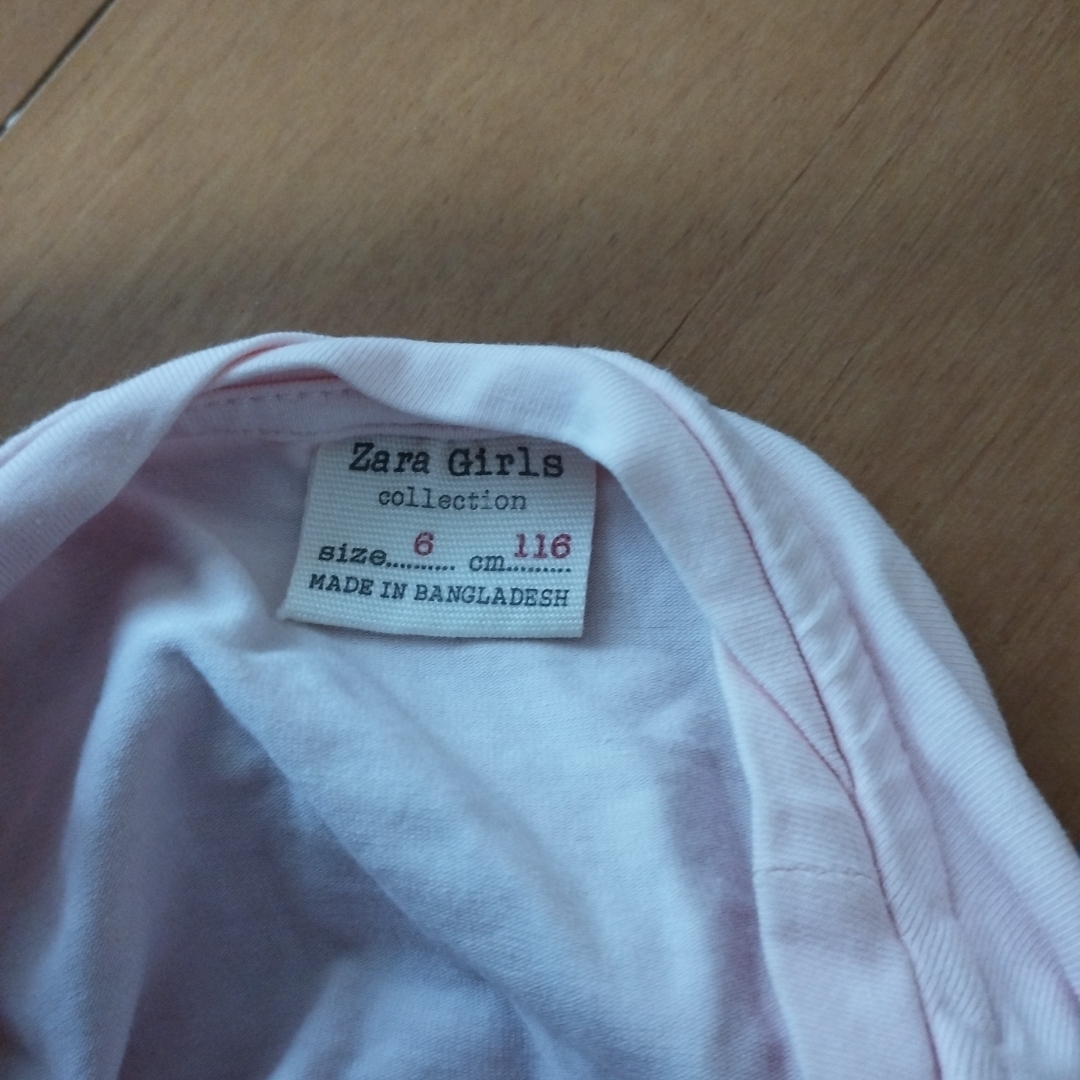 Zara Girls
collection
size.......... 6 cm......... 116
MADE IN BANGLADESH